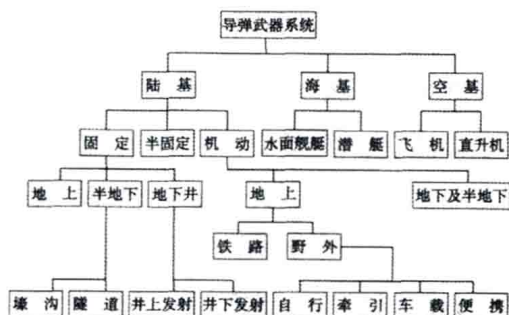 导弹武器系统
陆 基 海 基 空 基
固 定 半固定 机 动 水面舰艇 潜 艇 飞 机 直升机
地 上 半地下 地下井 地 上 地下及半地下
铁 路 野 外
壕 沟 隧 道 井上发射 井下发射 自 行 牵 引 车 载 便 携